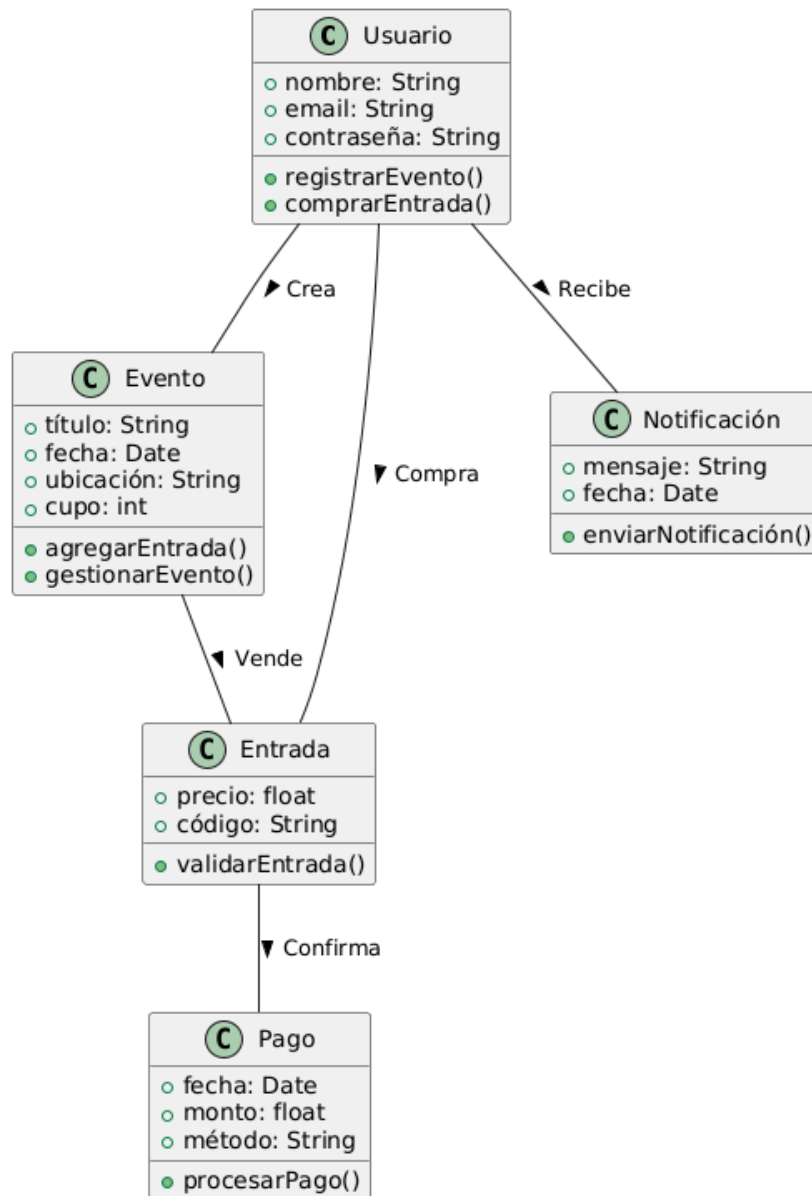 C Usuario
nombre: String
email: String
contraseña: String
registrarEvento()
comprarEntrada()
Crea
Recibe
C Evento
título: String
fecha: Date
ubicación: String
cupo: int
agregarEntrada()
gestionarEvento()
Compra
C Notificación
mensaje: String
fecha: Date
enviarNotificación()
Vende
C Entrada
precio: float
código: String
validarEntrada()
Confirma
C Pago
fecha: Date
monto: float
método: String
procesarPago()